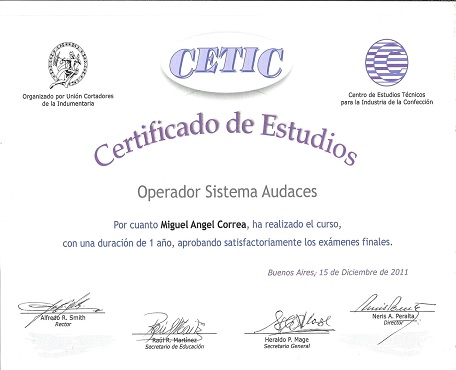 CETIC
Organizado por Unión Cortadores
de la Indumentaria
Centro de Estudios Técnicos
para la Industria de la Confección
Certificado de Estudios
Operador Sistema Audaces
Por cuanto Miguel Angel Correa, ha realizado el curso,
con una duración de 1 año, aprobando satisfactoriamente los exámenes finales.
Buenos Aires, 15 de Diciembre de 2011
Alfredo R. Smith
Rector
Raúl R. Martínez
Secretario de Educación
Heraldo P. Mage
Secretario General
Neris A. Peralta
Director